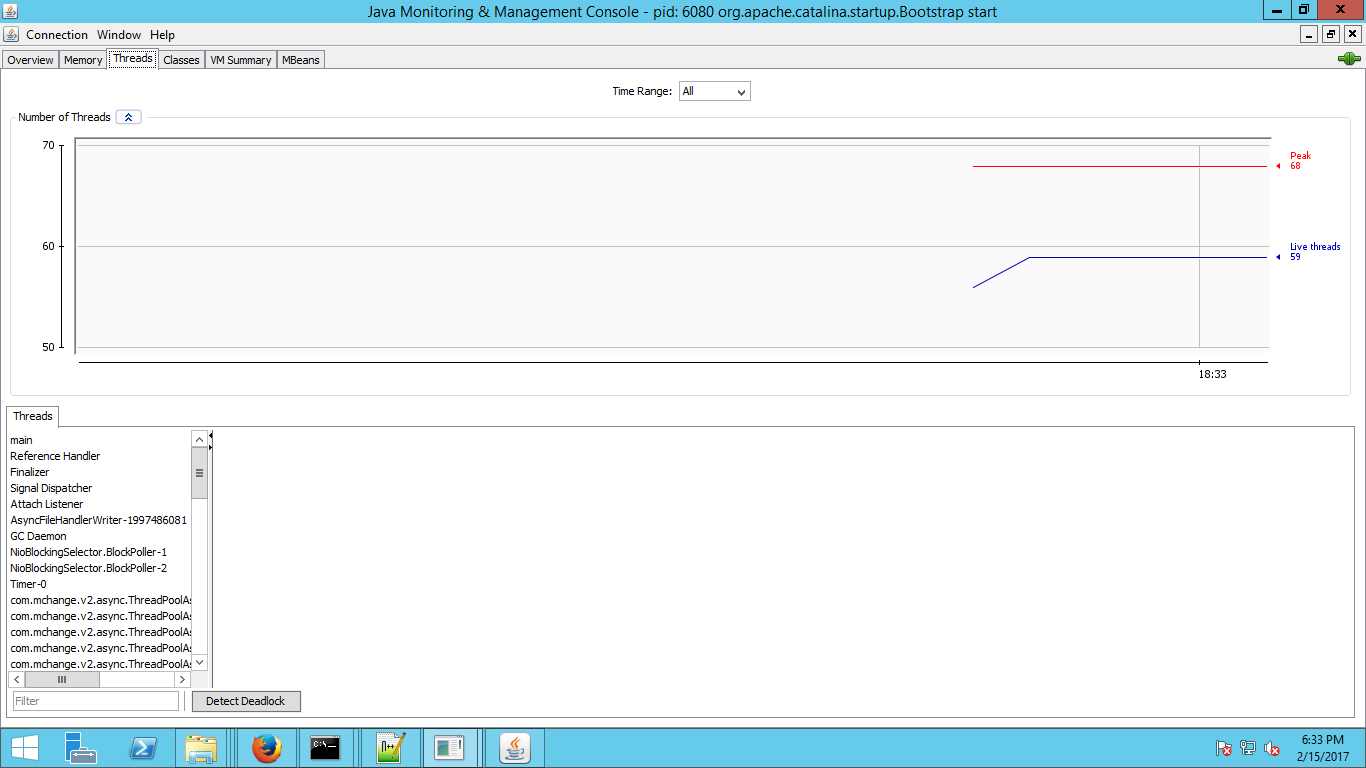 Java Monitoring & Management Console - pid: 6080 org.apache.catalina.startup.Bootstrap start
Connection Window Help
Overview Memory Threads Classes VM Summary MBeans
Time Range: All
Number of Threads
70
Peak
68
60
Live threads
59
50
18:33
Threads
main
Reference Handler
Finalizer
Signal Dispatcher
Attach Listener
AsyncFileHandlerWriter-1997486081
GC Daemon
NioBlockingSelector.BlockPoller-1
NioBlockingSelector.BlockPoller-2
Timer-0
com.mchange.v2.async.ThreadPoolAs
com.mchange.v2.async.ThreadPoolAs
com.mchange.v2.async.ThreadPoolAs
com.mchange.v2.async.ThreadPoolAs
com.mchange.v2.async.ThreadPoolAs
Filter Detect Deadlock
C:\_
N++
6:33 PM
2/15/2017